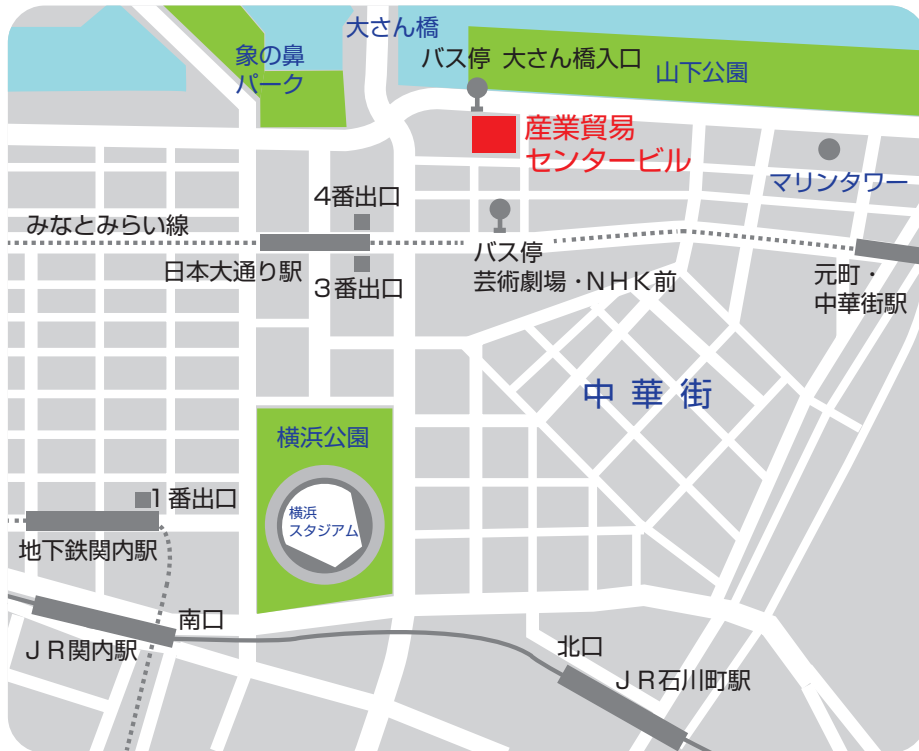 大さん橋
象の鼻
パーク
バス停 大さん橋入口
山下公園
産業貿易
センタービル
マリンタワー
4番出口
みなとみらい線
日本大通り駅
3番出口
バス停
芸術劇場・NHK前
元町・
中華街駅
中華街
横浜公園
横浜
スタジアム
1番出口
地下鉄関内駅
南口
JR関内駅
北口
JR石川町駅